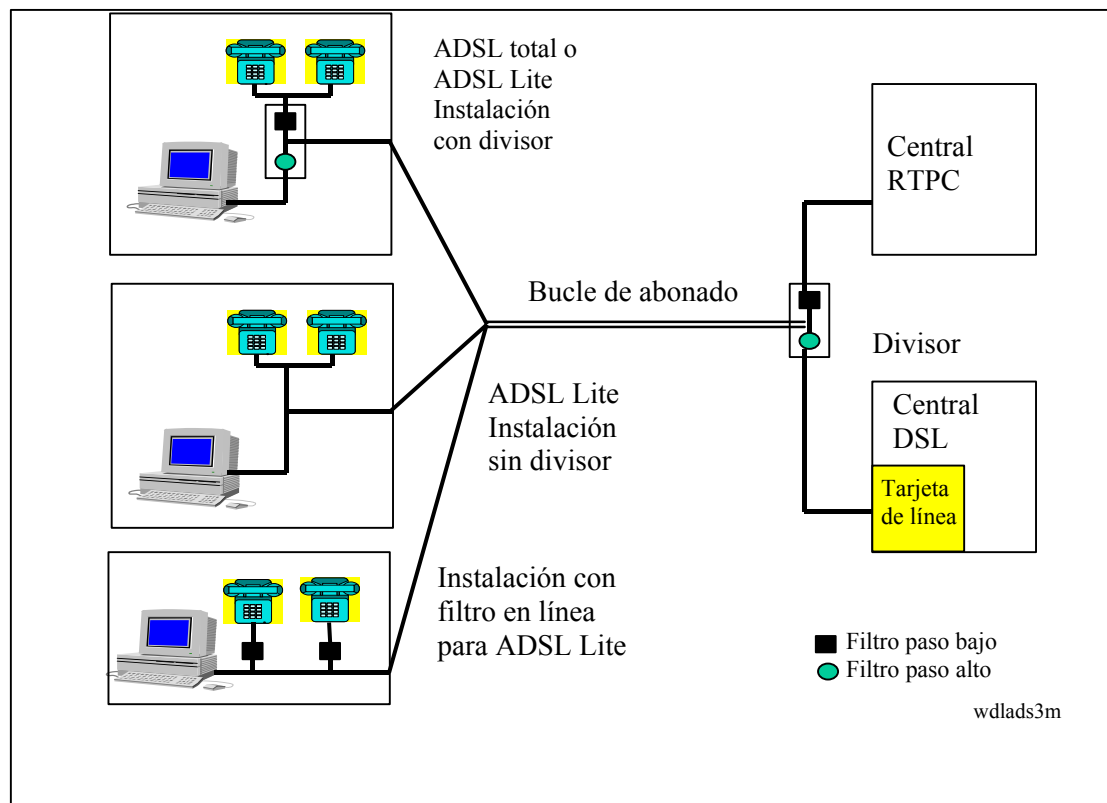 ADSL total o
ADSL Lite
Instalación
con divisor
Central
RTPC
Bucle de abonado
Divisor
ADSL Lite
Instalación
sin divisor
Central
DSL
Tarjeta
de línea
Instalación con
filtro en línea
para ADSL Lite
Filtro paso bajo
Filtro paso alto
wdlads3m